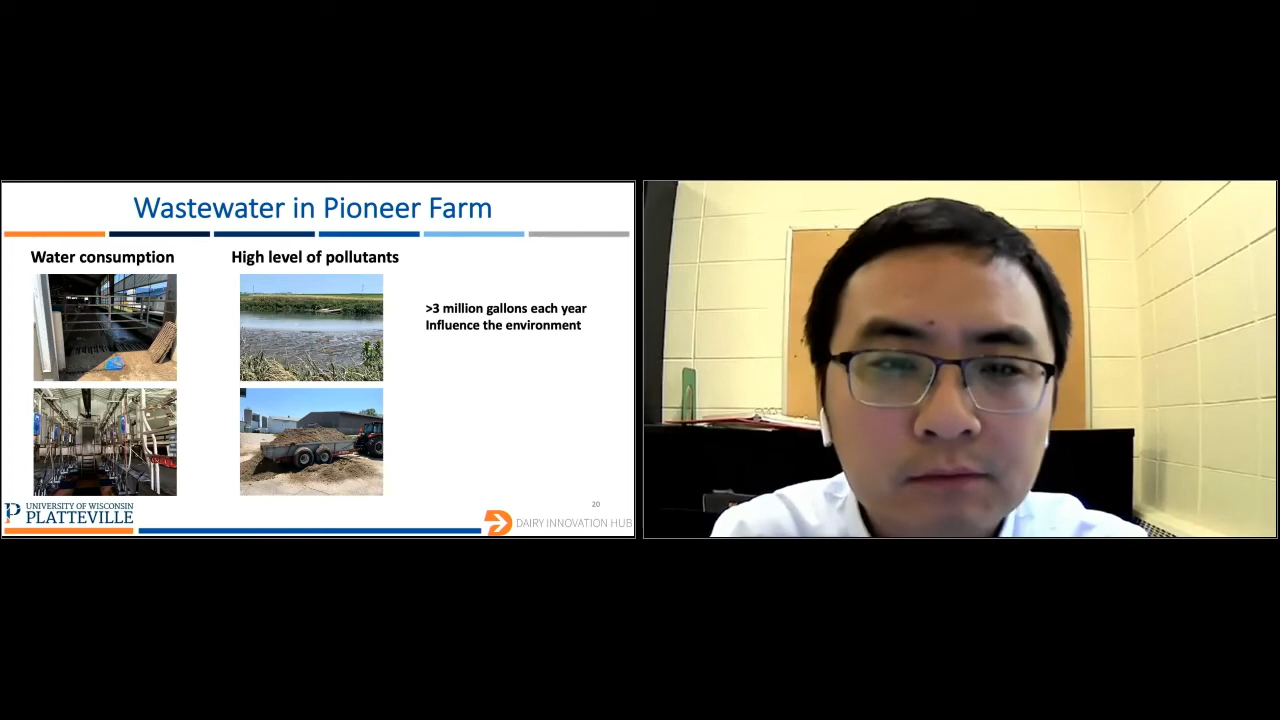 Wastewater in Pioneer Farm
Water consumption
High level of pollutants
>3 million gallons each year
Influence the environment
UNIVERSITY OF WISCONSIN
PLATTEVILLE
20
DAIRY INNOVATION HUB